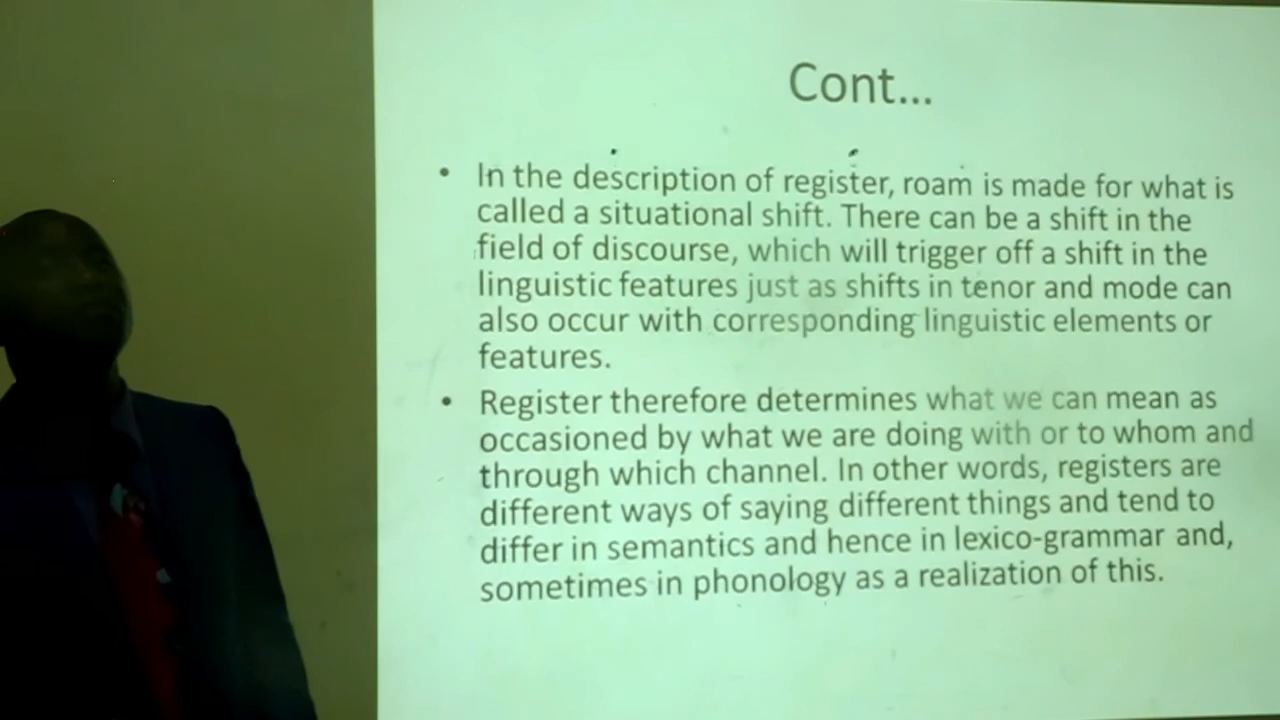 Cont...
• In the description of register, roam is made for what is
called a situational shift. There can be a shift in the
field of discourse, which will trigger off a shift in the
linguistic features just as shifts in tenor and mode can
also occur with corresponding linguistic elements or
features.
• Register therefore determines what we can mean as
occasioned by what we are doing with or to whom and
through which channel. In other words, registers are
different ways of saying different things and tend to
differ in semantics and hence in lexico-grammar and,
sometimes in phonology as a realization of this.